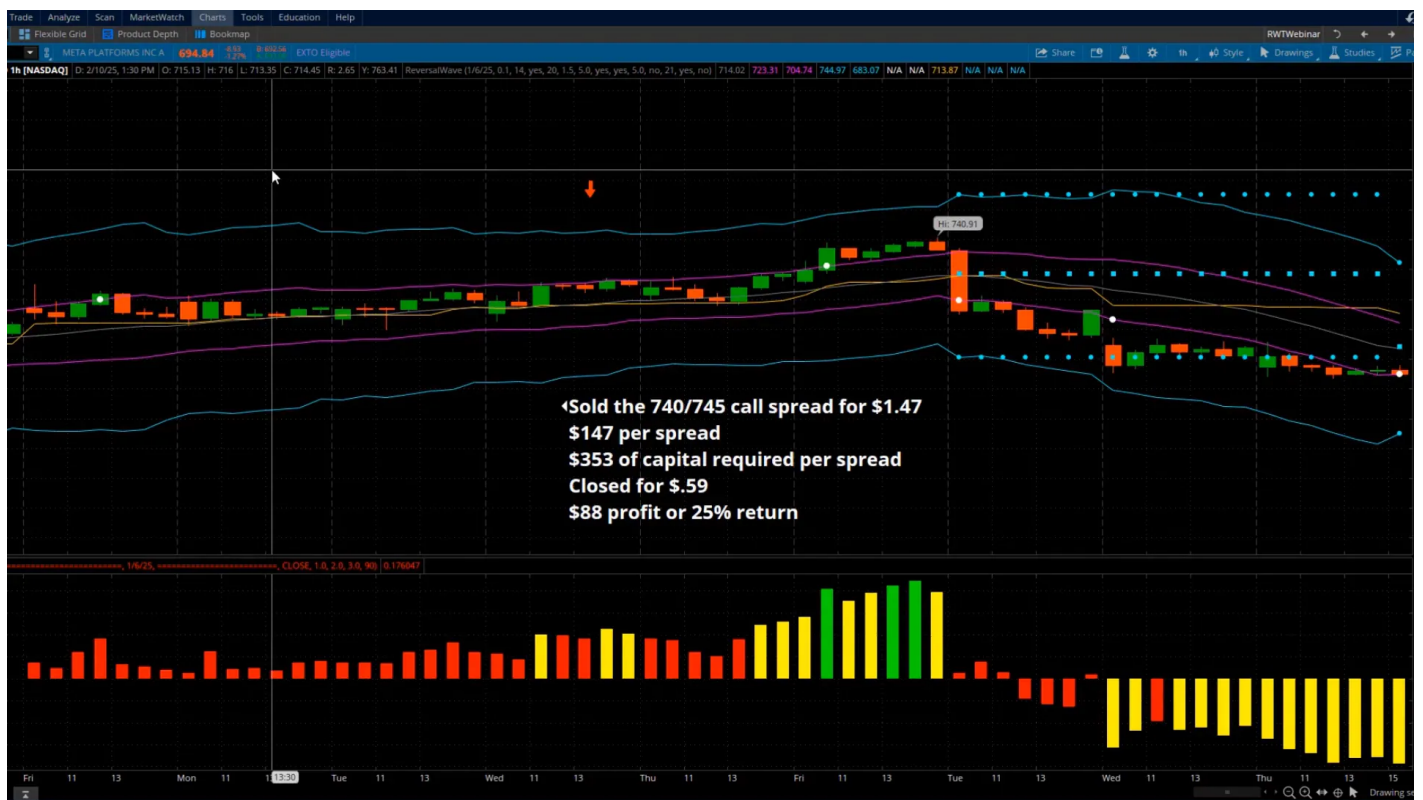 Trade Analyze Scan MarketWatch Charts Tools Education Help
Flexible Grid Product Depth Bookmap RWTWebinar
META PLATFORMS INC A 694.84 -1.27% EXTO Eligible Share 1h Style Drawings Studies
1h [NASDAQ] D: 2/10/25, 1:30 PM O: 715.13 H: 716 L: 713.35 C: 714.45 R: 2.65 Y: 763.41 ReversalWave (1/6/25, 0.1, 14, yes, 20, 1.5, 5.0, yes, yes, 5.0, no, 21, yes, no) 714.02 723.31 704.74 744.97 683.07 N/A N/A 713.87 N/A N/A N/A
Hi: 740.91
Sold the 740/745 call spread for $1.47
$147 per spread
$353 of capital required per spread
Closed for $.59
$88 profit or 25% return
, 1/6/25, , CLOSE, 1.0, 2.0, 3.0, 90) 0.176047
Fri 11 13 Mon 11 13:30 Tue 11 13 Wed 11 13 Thu 11 13 Fri 11 13 Tue 11 13 Wed 11 13 Thu 11 13 15
Drawing